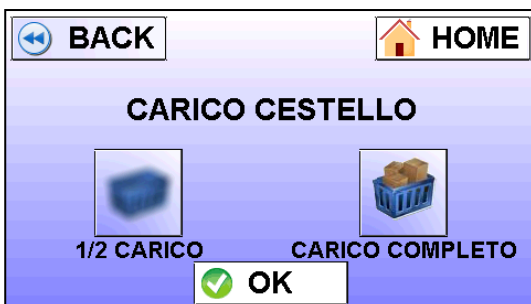 BACK
HOME
CARICO CESTELLO
1/2 CARICO
CARICO COMPLETO
OK